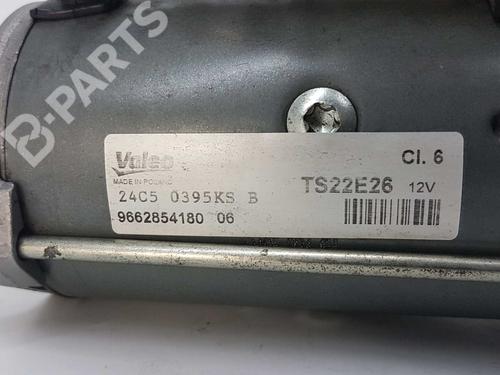 B-PARTS
Valeo
MADE IN POLAND
Cl. 6
TS22E26 12V
24C5 0395KS B
9662854180 06